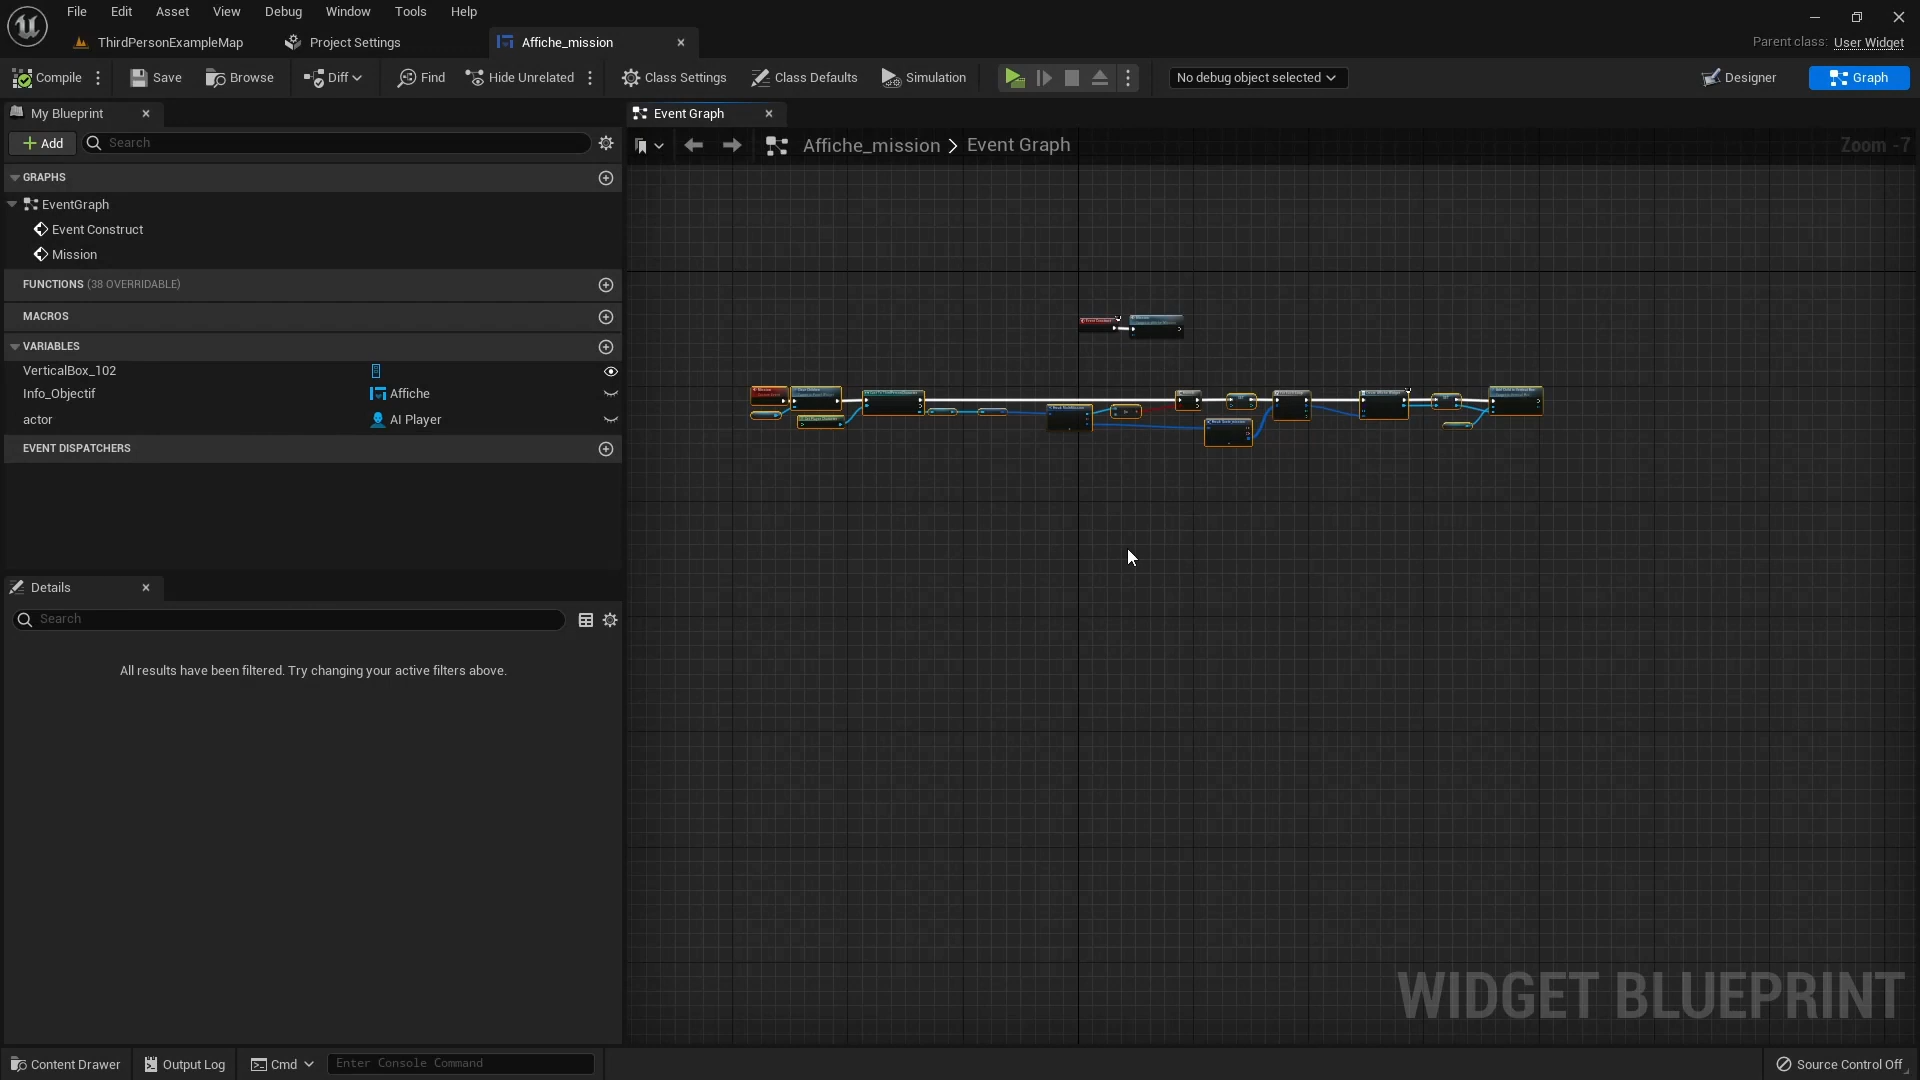 File Edit Asset View Debug Window Tools Help
ThirdPersonExampleMap Project Settings Affiche_mission
Parent class: User Widget
Compile Save Browse Diff Find Hide Unrelated Class Settings Class Defaults Simulation No debug object selected Designer Graph
My Blueprint
Event Graph
Add Search
Affiche_mission > Event Graph
Zoom -7
GRAPHS
EventGraph
Event Construct
Mission
FUNCTIONS (38 OVERRIDABLE)
MACROS
VARIABLES
VerticalBox_102
Info_Objectif Affiche
actor AI Player
EVENT DISPATCHERS
Details
Search
All results have been filtered. Try changing your active filters above.
WIDGET BLUEPRINT
Content Drawer Output Log Cmd Enter Console Command Source Control Off